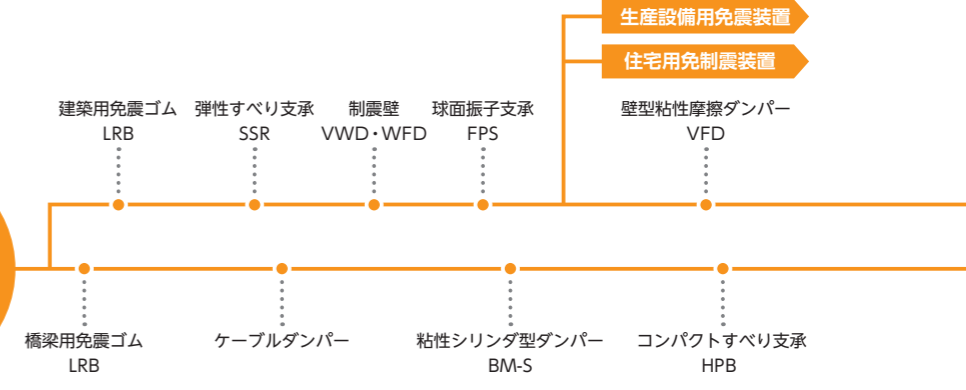 生産設備用免震装置
住宅用免制震装置
建築用免震ゴム
LRB
弾性すべり支承
SSR
制震壁
VWD・WFD
球面振子支承
FPS
壁型粘性摩擦ダンパー
VFD
橋梁用免震ゴム
LRB
ケーブルダンパー
粘性シリンダ型ダンパー
BM-S
コンパクトすべり支承
HPB